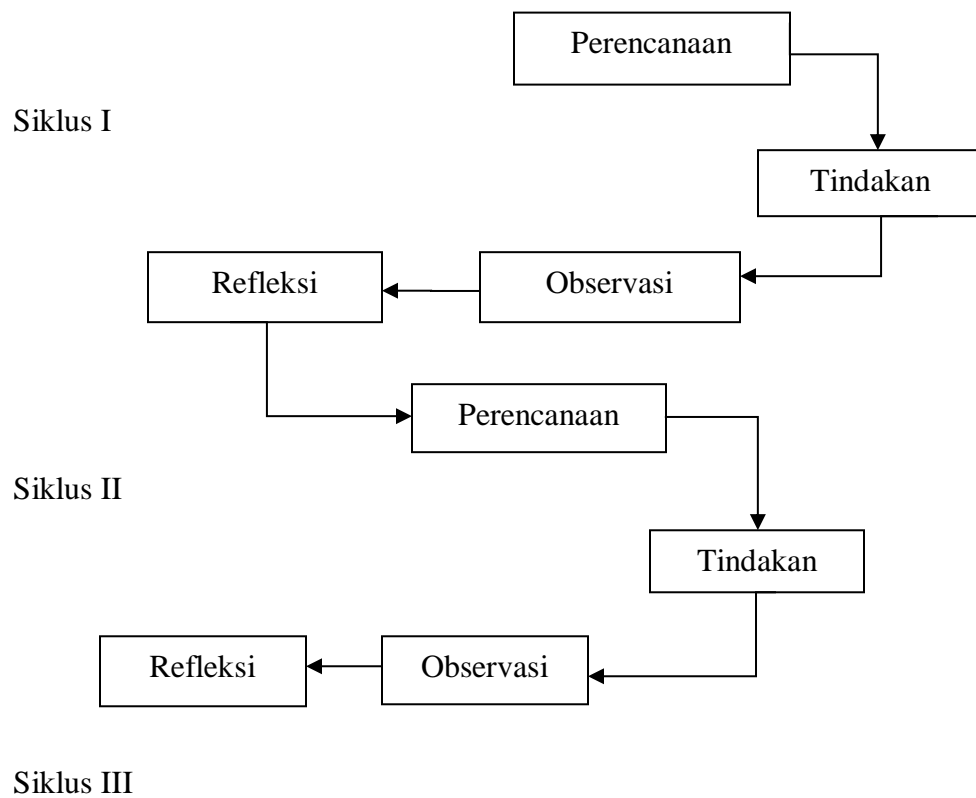 Perencanaan
Siklus I
Tindakan
Refleksi
Observasi
Perencanaan
Siklus II
Tindakan
Refleksi
Observasi
Siklus III